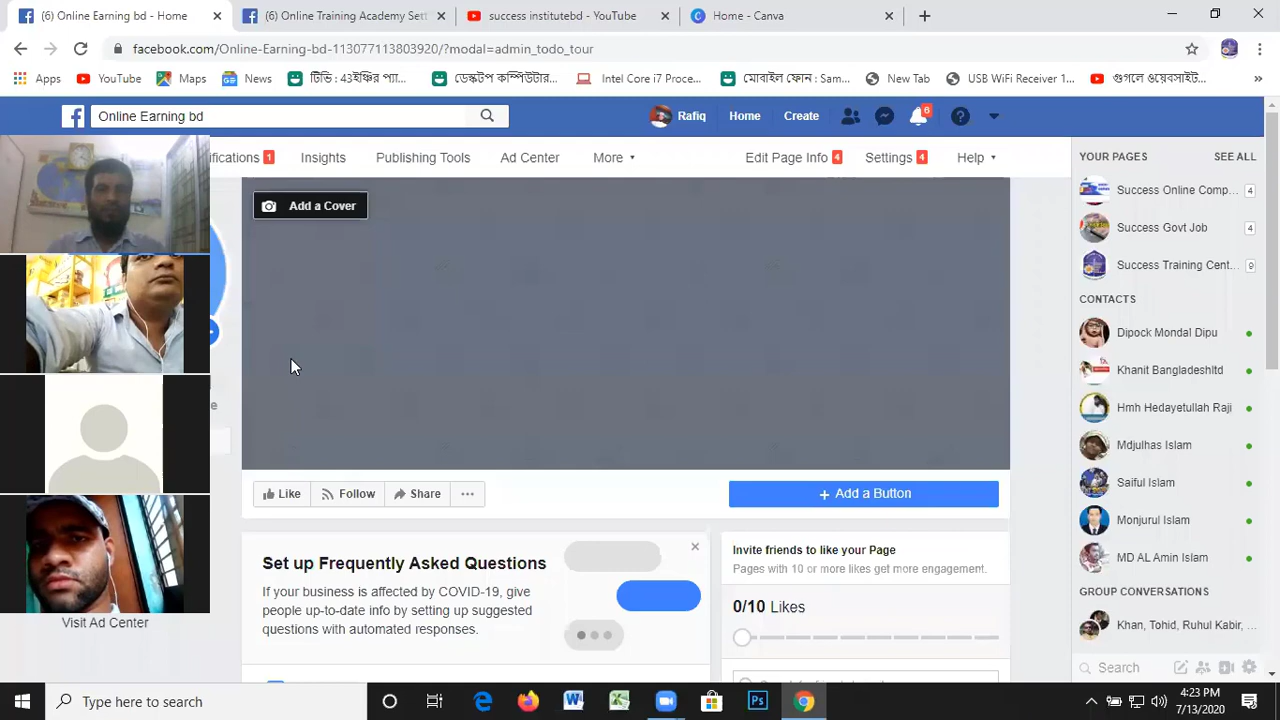 (6) Online Earning bd - Home
(6) Online Training Academy Sett
success institutebd - YouTube
Home - Canva
facebook.com/Online-Earning-bd-113077113803920/?modal=admin_todo_tour
Apps
YouTube
Maps
News
টিভি : 43ইঞ্চির প্যা...
ডেস্কটপ কম্পিউটার...
Intel Core i7 Proce...
মোবাইল ফোন : Sam...
New Tab
USB WiFi Receiver 1...
গুগলে ওয়েবসাইট...
»
Online Earning bd
Rafiq
Home
Create
6
ifications 1
Insights
Publishing Tools
Ad Center
More
Edit Page Info 4
Settings 4
Help
YOUR PAGES
SEE ALL
Add a Cover
Success Online Comp... 4
Success Govt Job 4
Success Training Cent... 9
CONTACTS
Dipock Mondal Dipu
Khanit Bangladeshltd
Hmh Hedayetullah Raji
Mdjulhas Islam
Saiful Islam
Monjurul Islam
MD AL Amin Islam
GROUP CONVERSATIONS
Khan, Tohid, Ruhul Kabir, ...
Search
Like
Follow
Share
+ Add a Button
Set up Frequently Asked Questions
If your business is affected by COVID-19, give
people up-to-date info by setting up suggested
questions with automated responses.
Invite friends to like your Page
Pages with 10 or more likes get more engagement.
0/10 Likes
Visit Ad Center
Type here to search
4:23 PM
7/13/2020